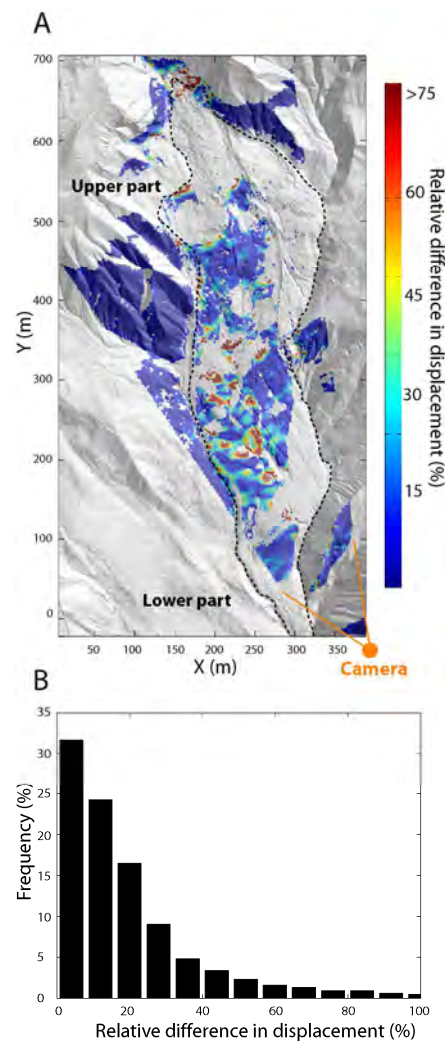 A
700
600
500
400
300
200
100
0
Y (m)
Upper part
Lower part
50 100 150 200 250 300 350
X (m)
Camera
>75
60
45
30
15
Relative difference in displacement (%)
B
35
30
25
20
15
10
5
0
Frequency (%)
0 20 40 60 80 100
Relative difference in displacement (%)